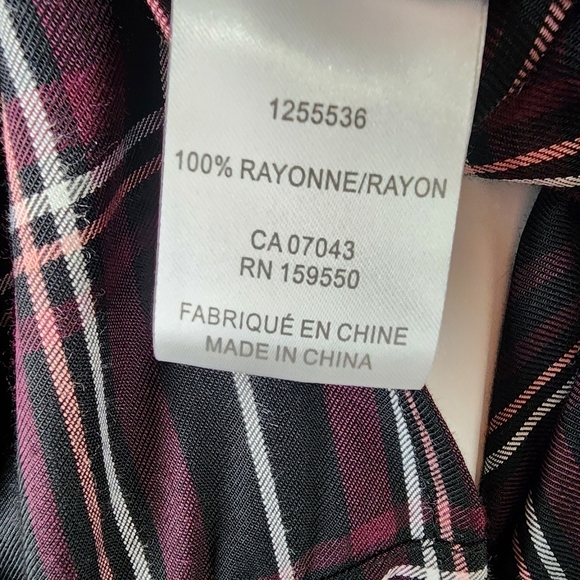 1255536
100% RAYONNE/RAYON
CA 07043
RN 159550
FABRIQUÉ EN CHINE
MADE IN CHINA